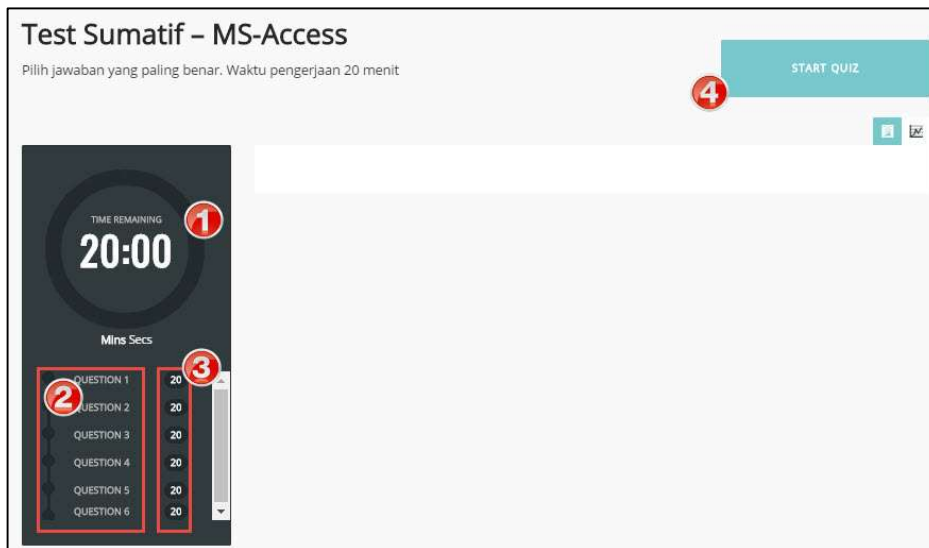 Test Sumatif – MS-Access
Pilih jawaban yang paling benar. Waktu pengerjaan 20 menit
START QUIZ
4
TIME REMAINING
1
20:00
Mins Secs
3
2
QUESTION 1 20
QUESTION 2 20
QUESTION 3 20
QUESTION 4 20
QUESTION 5 20
QUESTION 6 20